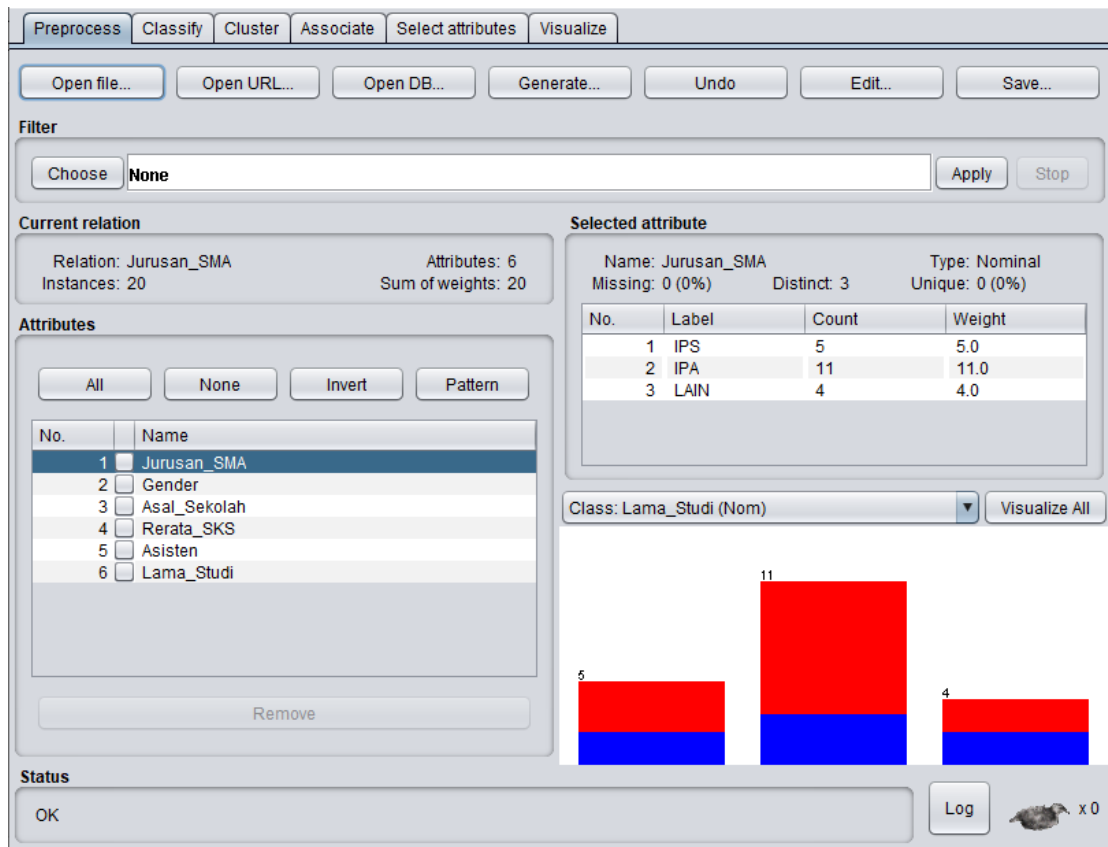 Preprocess Classify Cluster Associate Select attributes Visualize
Open file... Open URL... Open DB... Generate... Undo Edit... Save...
Filter
Choose None Apply Stop
Current relation
Relation: Jurusan_SMA Attributes: 6
Instances: 20 Sum of weights: 20
Attributes
All None Invert Pattern
No. Name
1 Jurusan_SMA
2 Gender
3 Asal_Sekolah
4 Rerata_SKS
5 Asisten
6 Lama_Studi
Remove
Selected attribute
Name: Jurusan_SMA Type: Nominal
Missing: 0 (0%) Distinct: 3 Unique: 0 (0%)
No. Label Count Weight
1 IPS 5 5.0
2 IPA 11 11.0
3 LAIN 4 4.0
Class: Lama_Studi (Nom) Visualize All
5
11
4
Status
OK
Log x 0